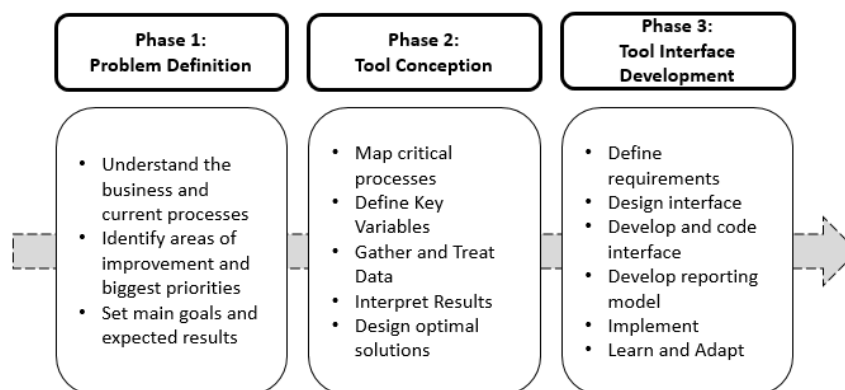 Phase 1:
Problem Definition
• Understand the
business and
current processes
• Identify areas of
improvement and
biggest priorities
• Set main goals and
expected results
Phase 2:
Tool Conception
• Map critical
processes
• Define Key
Variables
• Gather and Treat
Data
• Interpret Results
• Design optimal
solutions
Phase 3:
Tool Interface
Development
• Define
requirements
• Design interface
• Develop and code
interface
• Develop reporting
model
• Implement
• Learn and Adapt